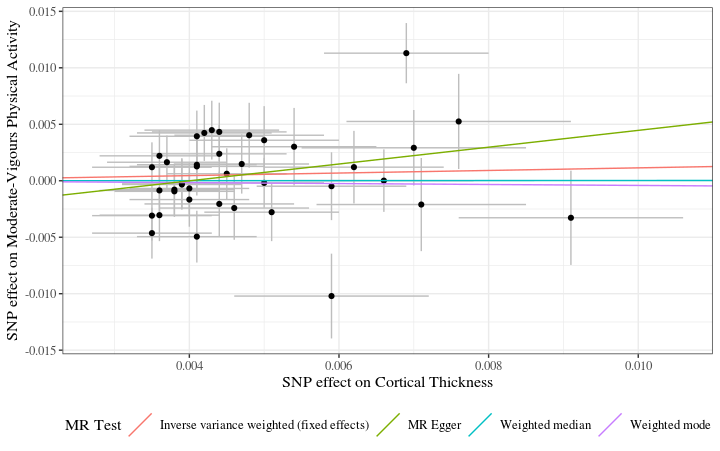 SNP effect on Moderate-Vigours Physical Activity
0.015
0.010
0.005
0.000
-0.005
-0.010
-0.015
0.004 0.006 0.008 0.010
SNP effect on Cortical Thickness
MR Test Inverse variance weighted (fixed effects) MR Egger Weighted median Weighted mode